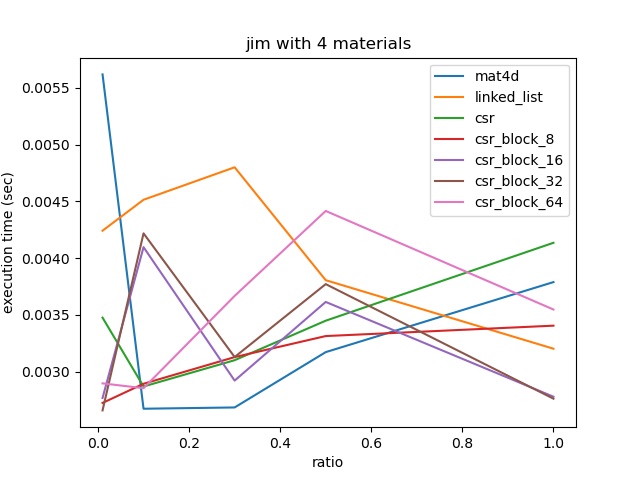 jim with 4 materials
execution time (sec)
0.0055
0.0050
0.0045
0.0040
0.0035
0.0030
mat4d
linked_list
csr
csr_block_8
csr_block_16
csr_block_32
csr_block_64
0.0 0.2 0.4 0.6 0.8 1.0
ratio